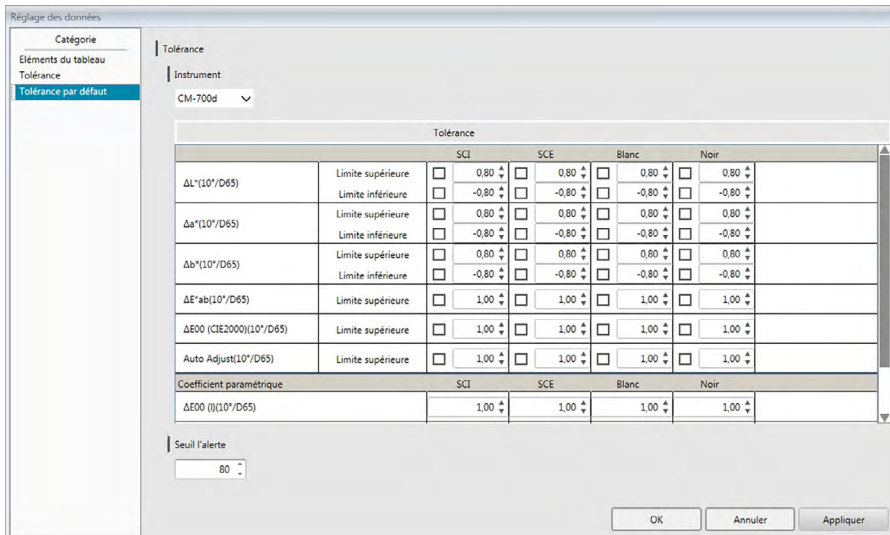 Réglage des données
Catégorie
Eléments du tableau
Tolérance
Tolérance par défaut
Tolérance
Instrument
CM-700d
Tolérance
SCI SCE Blanc Noir
ΔL*(10°/D65) Limite supérieure 0,80 0,80 0,80 0,80
Limite inférieure -0,80 -0,80 -0,80 -0,80
Δa*(10°/D65) Limite supérieure 0,80 0,80 0,80 0,80
Limite inférieure -0,80 -0,80 -0,80 -0,80
Δb*(10°/D65) Limite supérieure 0,80 0,80 0,80 0,80
Limite inférieure -0,80 -0,80 -0,80 -0,80
ΔE*ab(10°/D65) Limite supérieure 1,00 1,00 1,00 1,00
ΔE00 (CIE2000)(10°/D65) Limite supérieure 1,00 1,00 1,00 1,00
Auto Adjust(10°/D65) Limite supérieure 1,00 1,00 1,00 1,00
Coefficient paramétrique SCI SCE Blanc Noir
ΔE00 (l)(10°/D65) 1,00 1,00 1,00 1,00
Seuil l'alerte
80
OK Annuler Appliquer